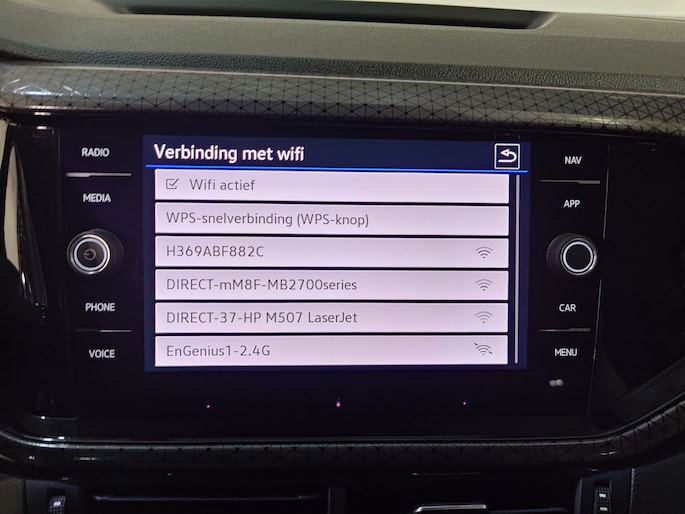 RADIO
MEDIA
PHONE
VOICE
Verbinding met wifi
Wifi actief
WPS-snelverbinding (WPS-knop)
H369ABF882C
DIRECT-mM8F-MB2700series
DIRECT-37-HP M507 LaserJet
EnGenius1-2.4G
NAV
APP
CAR
MENU